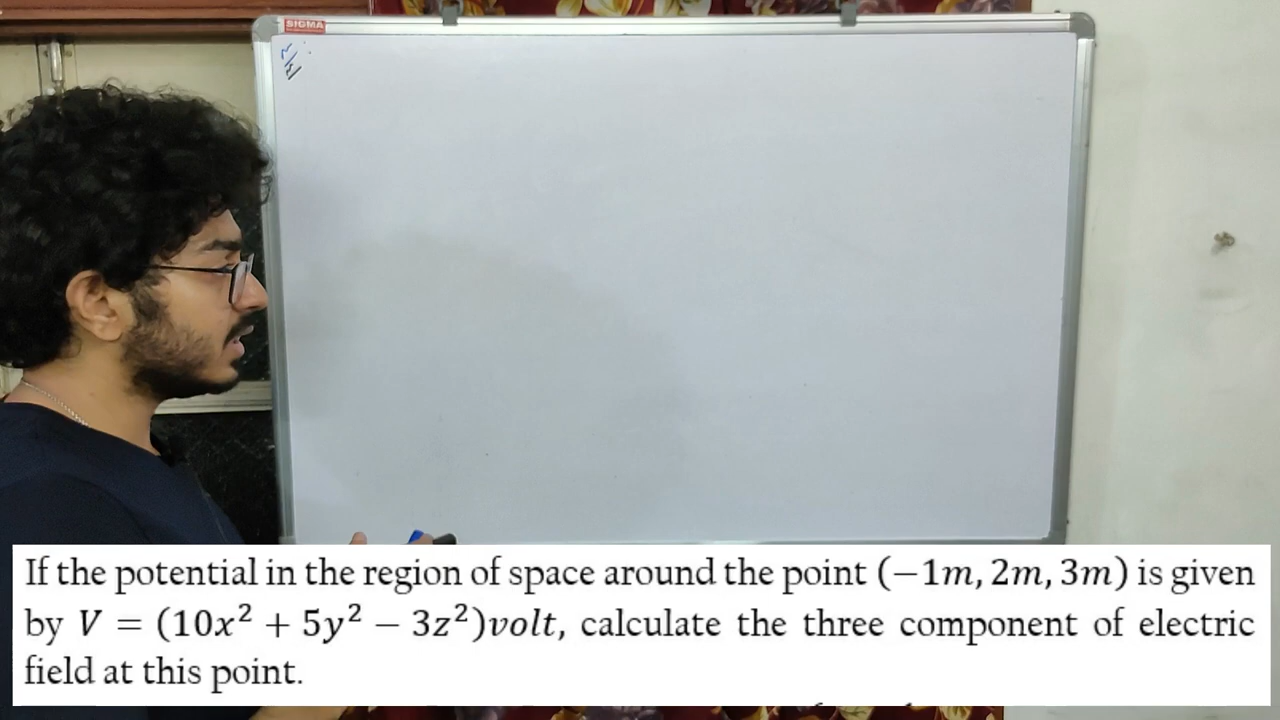 SIGMA
If the potential in the region of space around the point (−1m, 2m, 3m) is given
by V = (10x² + 5y² − 3z²)volt, calculate the three component of electric
field at this point.